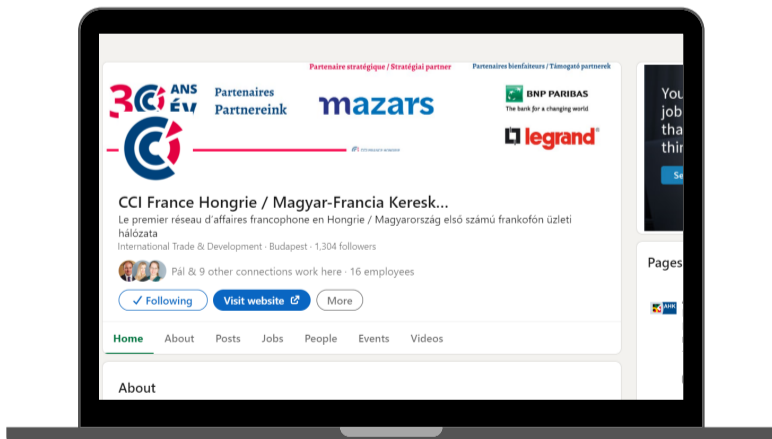 Partenaire stratégique / Stratégiai partner
Partenaires bienfaiteurs / Támogató partnerek
30 ANS
ÉV
Partenaires
Partnereink
mazars
BNP PARIBAS
The bank for a changing world
legrand
CCI France Hongrie / Magyar-Francia Keresk...
Le premier réseau d'affaires francophone en Hongrie / Magyarország első számú frankofón üzleti
hálózata
International Trade & Development · Budapest · 1,304 followers
Pál & 9 other connections work here · 16 employees
Following
Visit website
More
Home About Posts Jobs People Events Videos
About
You
job
tha
thin
Se
Pages
AHK